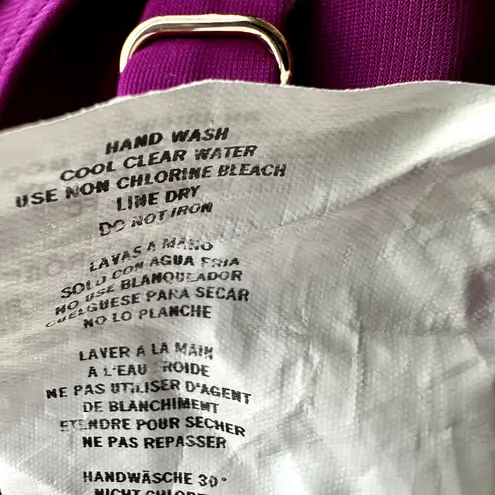 HAND WASH
COOL CLEAR WATER
USE NON CHLORINE BLEACH
LINE DRY
DO NOT IRON
LAVAS A MANO
SOLO CON AGUA FRIA
NO USE BLANQUEADOR
CUELGUESE PARA SECAR
NO LO PLANCHE
LAVER A LA MAIN
A L'EAU FROIDE
NE PAS UTILISER D'AGENT
DE BLANCHIMENT
ETENDRE POUR SECHER
NE PAS REPASSER
HANDWÄSCHE 30°
NICHT